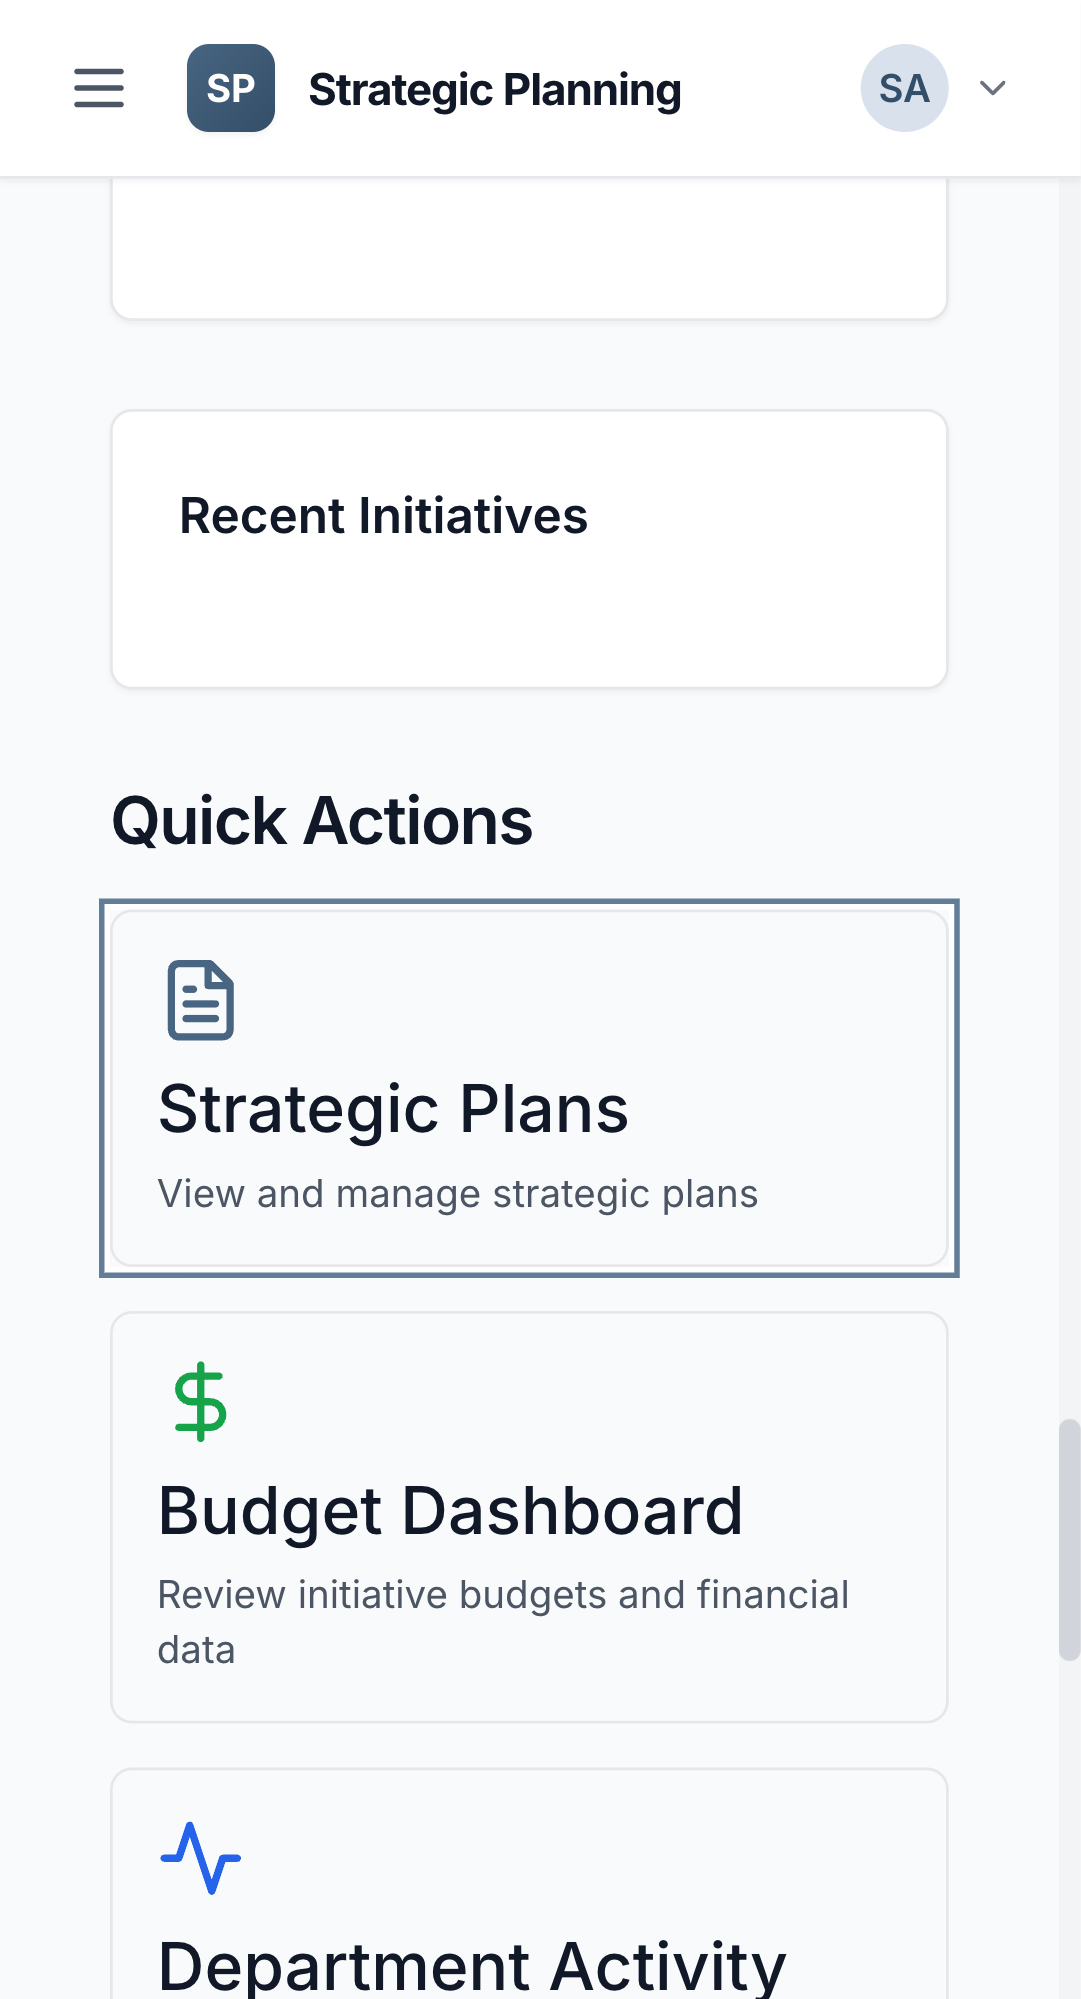 SP
Strategic Planning
SA
Recent Initiatives
Quick Actions
Strategic Plans
View and manage strategic plans
Budget Dashboard
Review initiative budgets and financial
data
Department Activity